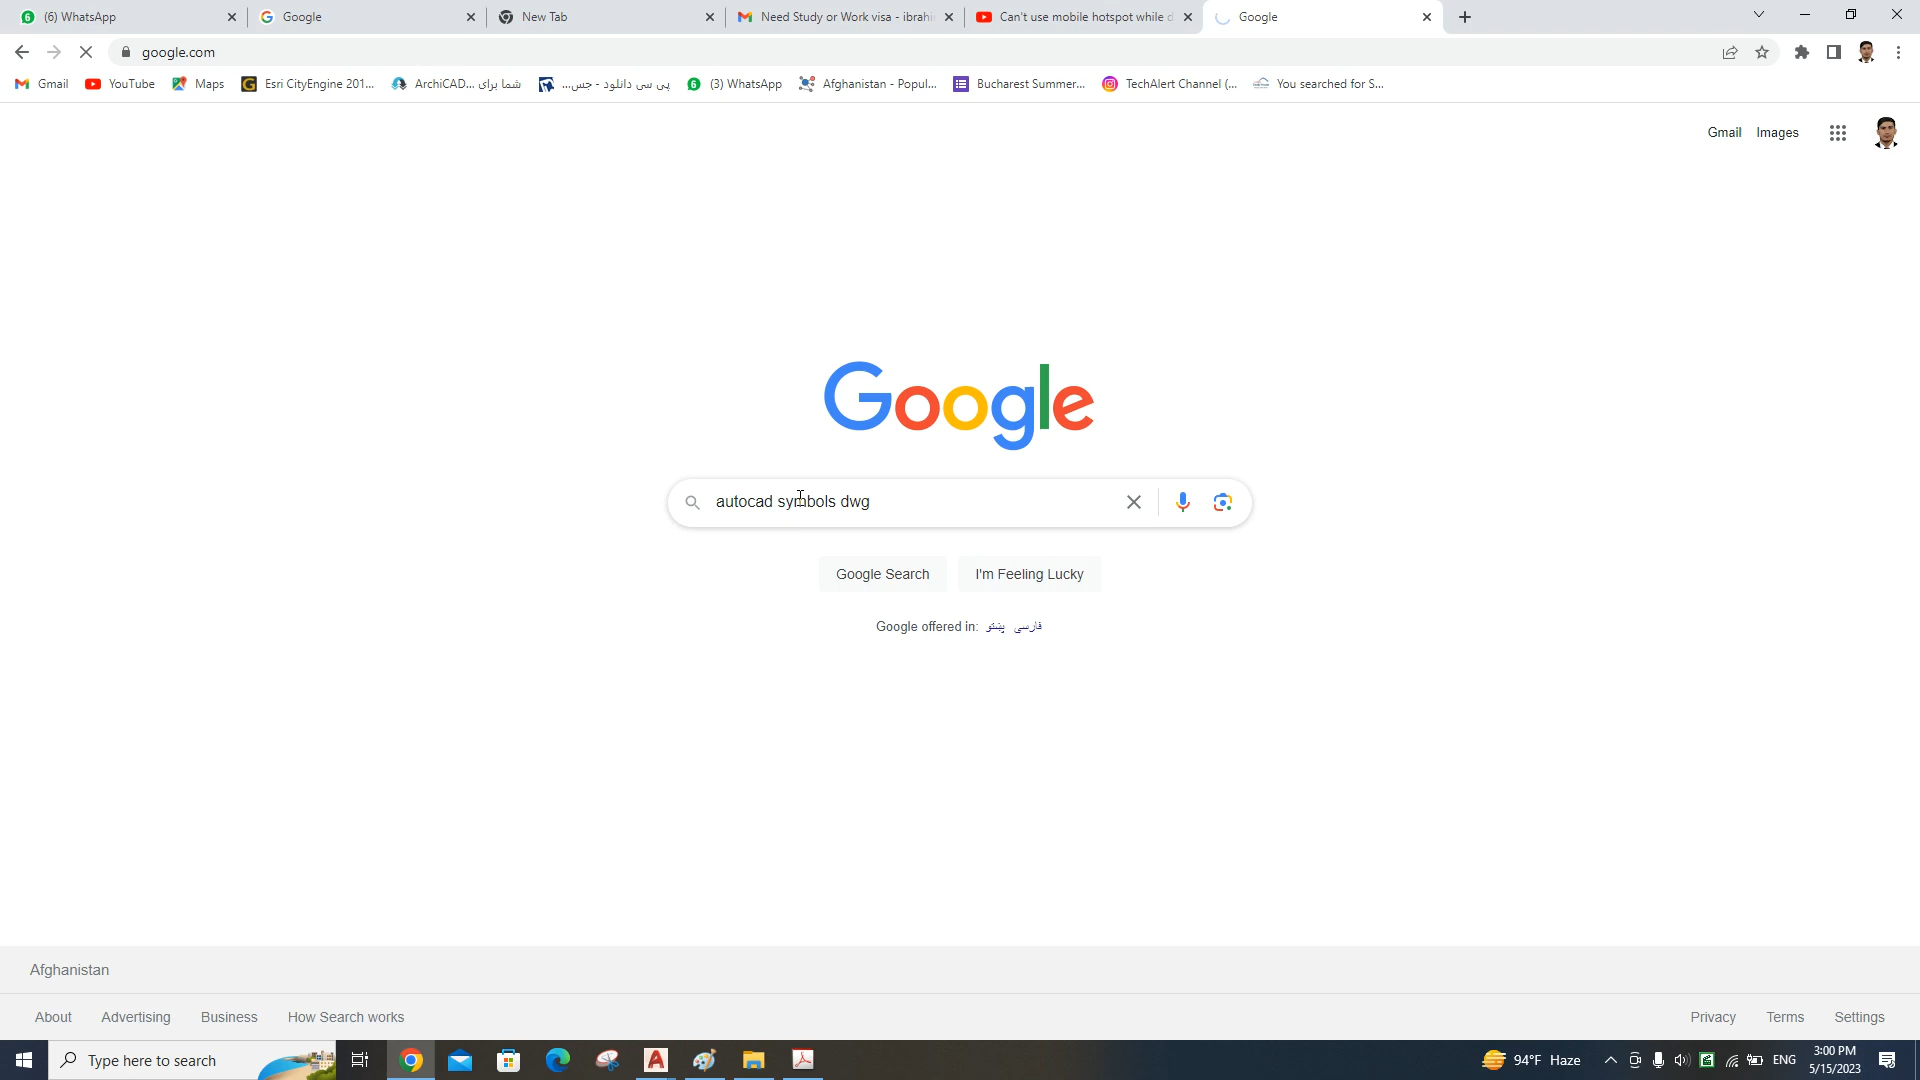 (6) WhatsApp
Google
New Tab
Need Study or Work visa - ibrahi
Can't use mobile hotspot while d
Google
google.com
Gmail
YouTube
Maps
Esri CityEngine 201...
ArchiCAD... شما برای
پی سی دانلود - جس...
(3) WhatsApp
Afghanistan - Popul...
Bucharest Summer...
TechAlert Channel (...
You searched for S...
Gmail Images
Google
autocad symbols dwg
Google Search
I'm Feeling Lucky
Google offered in: پښتو فارسی
Afghanistan
About Advertising Business How Search works
Privacy Terms Settings
Type here to search
94°F Haze
ENG
3:00 PM
5/15/2023